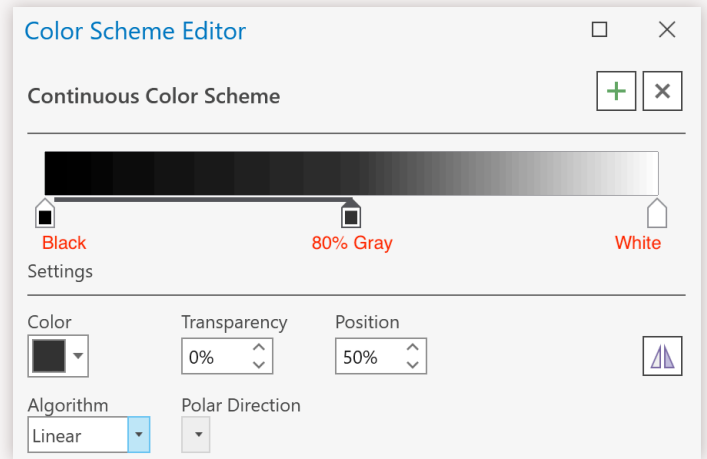 Color Scheme Editor
Continuous Color Scheme
Black 80% Gray White
Settings
Color Transparency Position
0% 50%
Algorithm Polar Direction
Linear